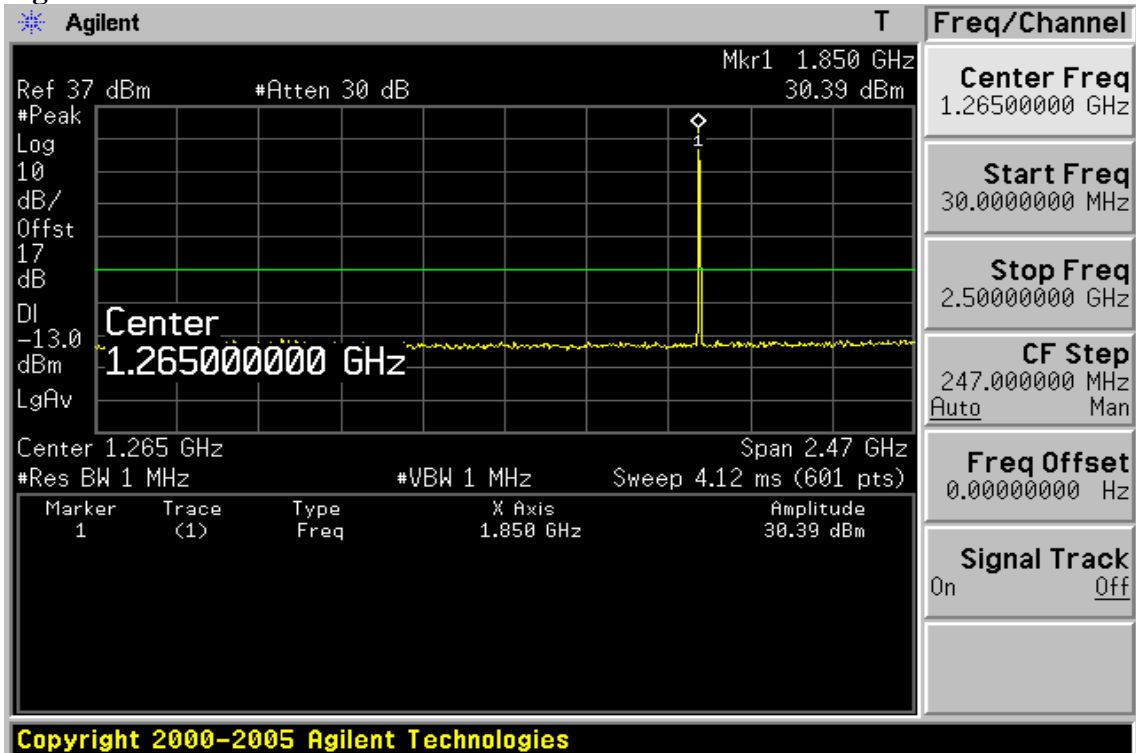 Agilent
T
Freq/Channel
Mkr1 1.850 GHz
Ref 37 dBm #Atten 30 dB 30.39 dBm
#Peak
Log
10
dB/
Offst
17
dB
DI
-13.0
dBm
LgAv
1
Center
1.265000000 GHz
Center 1.265 GHz Span 2.47 GHz
#Res BW 1 MHz #VBW 1 MHz Sweep 4.12 ms (601 pts)
Marker Trace Type X Axis Amplitude
1 (1) Freq 1.850 GHz 30.39 dBm
Center Freq
1.26500000 GHz
Start Freq
30.0000000 MHz
Stop Freq
2.50000000 GHz
CF Step
247.000000 MHz
Auto Man
Freq Offset
0.00000000 Hz
Signal Track
On Off
Copyright 2000-2005 Agilent Technologies